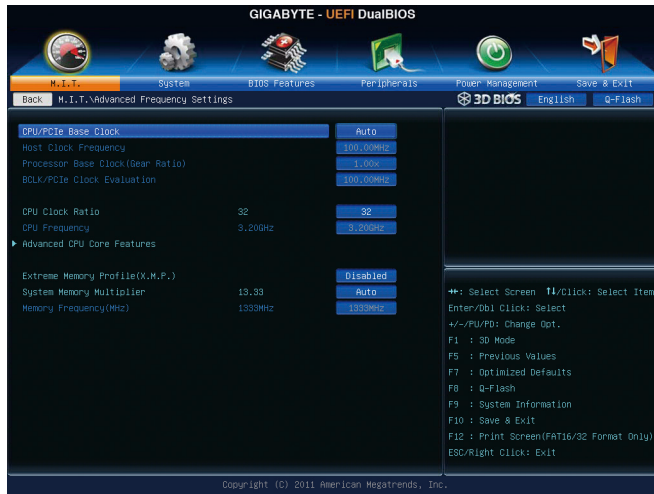 GIGABYTE - UEFI DualBIOS
M.I.T. System BIOS Features Peripherals Power Management Save & Exit
Back M.I.T.\Advanced Frequency Settings 3D BIOS English Q-Flash
CPU/PCIe Base Clock Auto
Host Clock Frequency 100.00MHz
Processor Base Clock(Gear Ratio) 1.00x
BCLK/PCIe Clock Evaluation 100.00MHz
CPU Clock Ratio 32 32
CPU Frequency 3.20GHz 3.20GHz
Advanced CPU Core Features
Extreme Memory Profile(X.M.P.) Disabled
System Memory Multiplier 13.33 Auto
Memory Frequency(MHz) 1333MHz 1333MHz
→←: Select Screen ↑↓/Click: Select Item
Enter/Dbl Click: Select
+/-/PU/PD: Change Opt.
F1 : 3D Mode
F5 : Previous Values
F7 : Optimized Defaults
F8 : Q-Flash
F9 : System Information
F10 : Save & Exit
F12 : Print Screen(FAT16/32 Format Only)
ESC/Right Click: Exit
Copyright (C) 2011 American Megatrends, Inc.